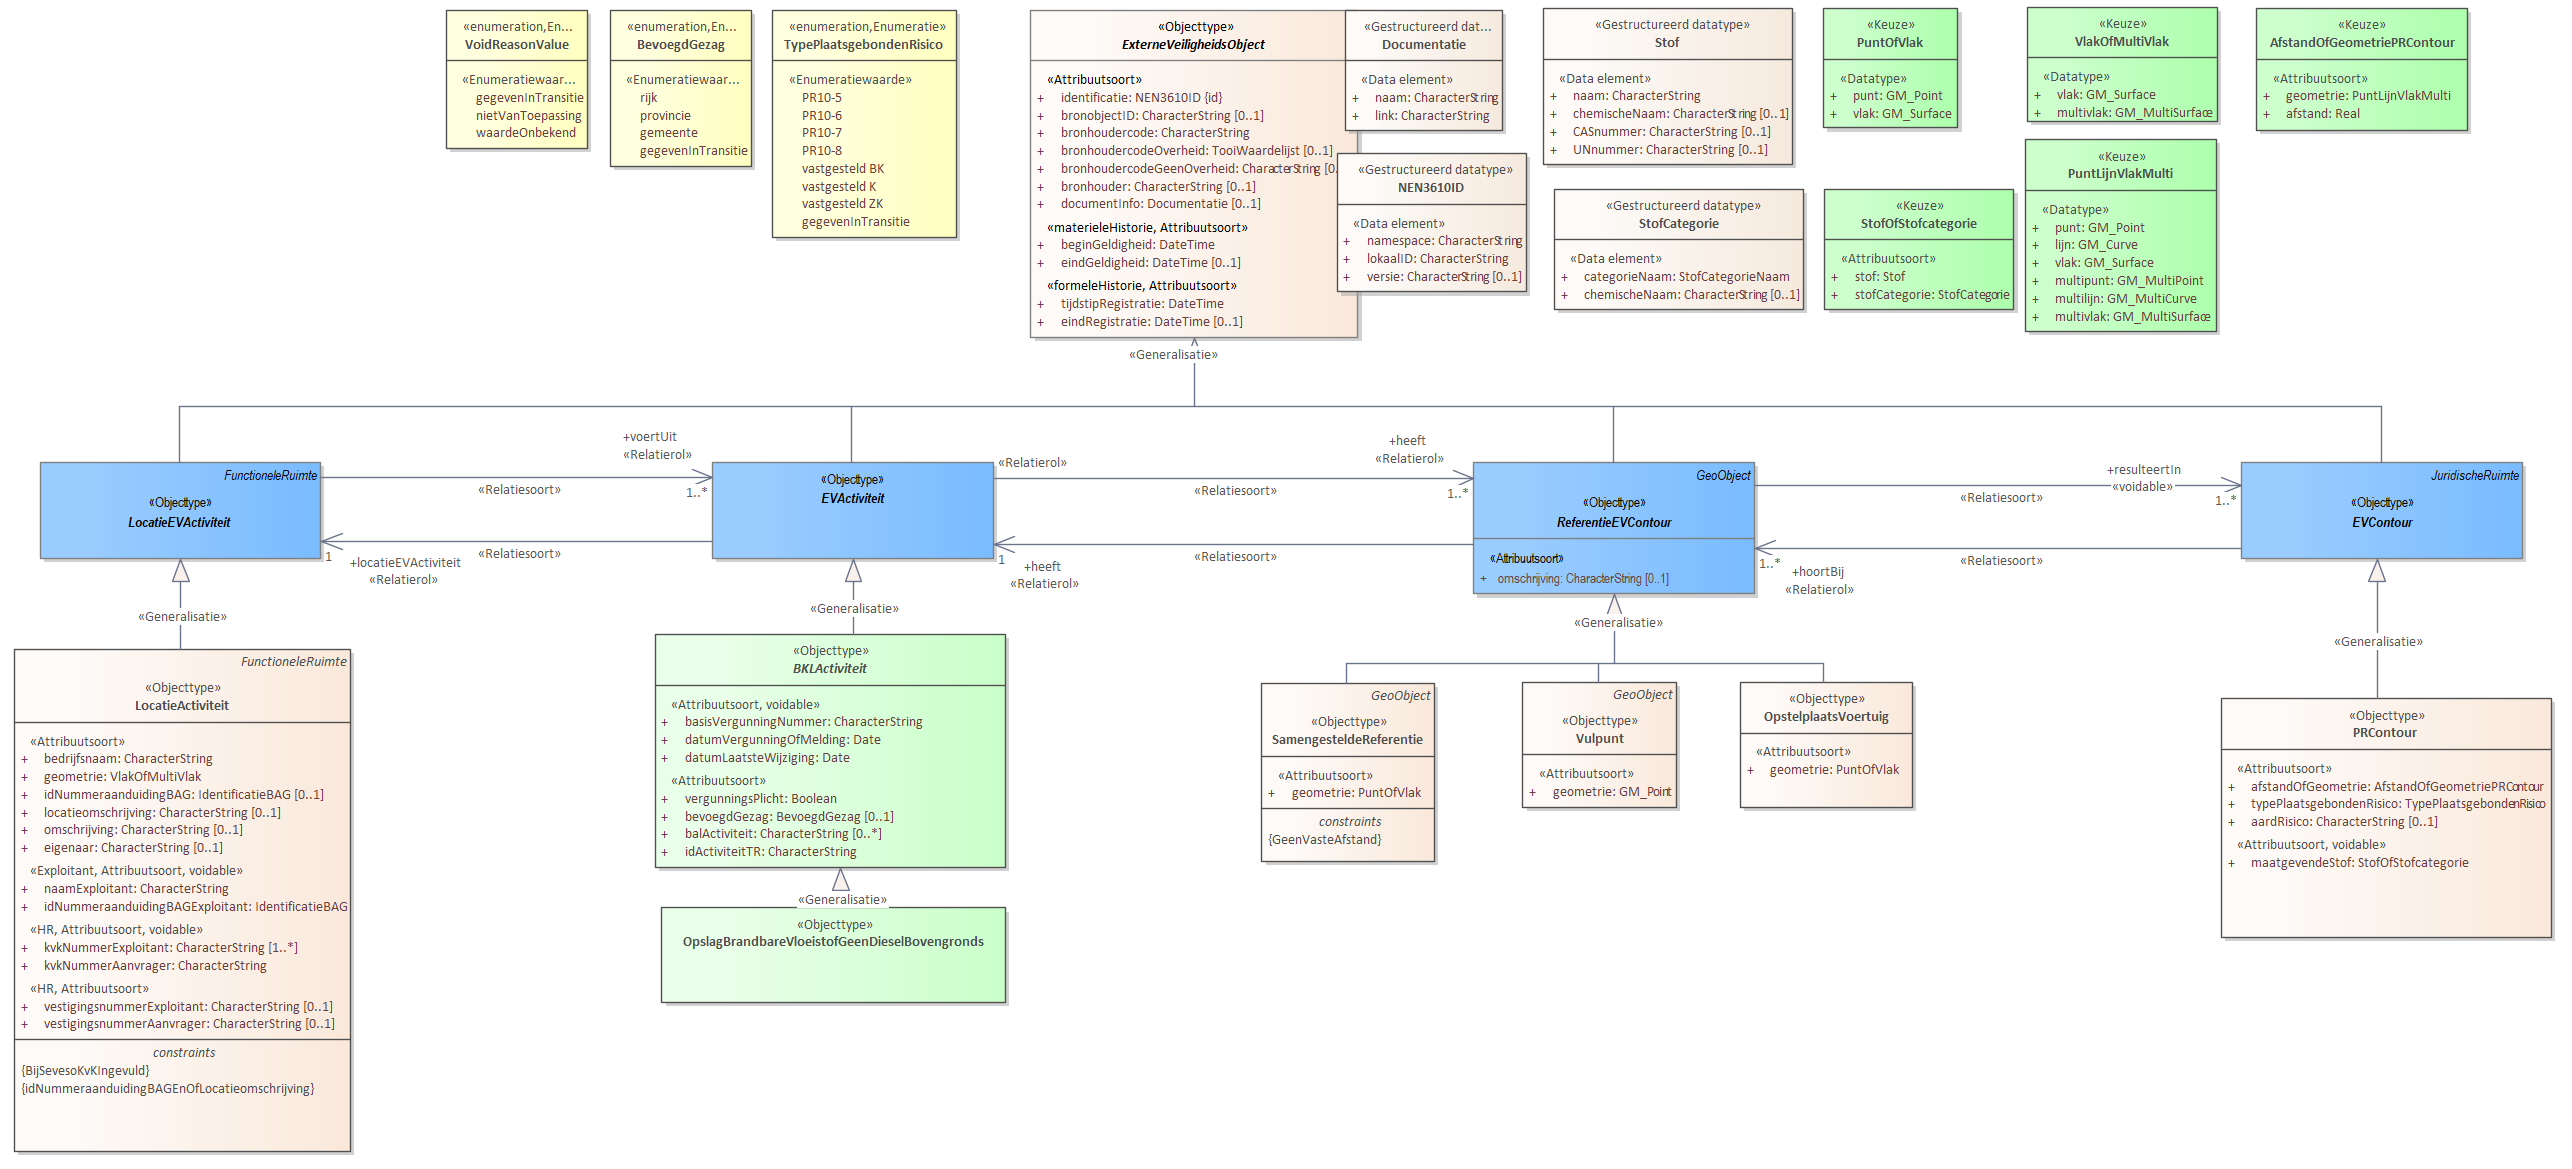 «enumeration,En...
VoidReasonValue
«Enumeratiewaar...
gegevenInTransitie
nietVanToepassing
waardeOnbekend
«enumeration,En...
BevoegdGezag
«Enumeratiewaar...
rijk
provincie
gemeente
gegevenInTransitie
«enumeration,Enumeratie»
TypePlaatsgebondenRisico
«Enumeratiewaarde»
PR10-5
PR10-6
PR10-7
PR10-8
vastgesteld BK
vastgesteld K
vastgesteld ZK
gegevenInTransitie
«Objecttype»
ExterneVeiligheidsObject
«Attribuutsoort»
+ identificatie: NEN3610ID {id}
+ bronobjectID: CharacterString [0..1]
+ bronhoudercode: CharacterString
+ bronhoudercodeOverheid: TooiWaardelijst [0..1]
+ bronhoudercodeGeenOverheid: CharacterString [0..
+ bronhouder: CharacterString [0..1]
+ documentInfo: Documentatie [0..1]
«materieleHistorie, Attribuutsoort»
+ beginGeldigheid: DateTime
+ eindGeldigheid: DateTime [0..1]
«formeleHistorie, Attribuutsoort»
+ tijdstipRegistratie: DateTime
+ eindRegistratie: DateTime [0..1]
«Gestructureerd dat...
Documentatie
«Data element»
+ naam: CharacterString
+ link: CharacterString
«Gestructureerd datatype»
NEN3610ID
«Data element»
+ namespace: CharacterString
+ lokaalID: CharacterString
+ versie: CharacterString [0..1]
«Gestructureerd datatype»
Stof
«Data element»
+ naam: CharacterString
+ chemischeNaam: CharacterString [0..1]
+ CASnummer: CharacterString [0..1]
+ UNnummer: CharacterString [0..1]
«Gestructureerd datatype»
StofCategorie
«Data element»
+ categorieNaam: StofCategorieNaam
+ chemischeNaam: CharacterString [0..1]
«Keuze»
PuntOfVlak
«Datatype»
+ punt: GM_Point
+ vlak: GM_Surface
«Keuze»
StofOfStofcategorie
«Attribuutsoort»
+ stof: Stof
+ stofCategorie: StofCategorie
«Keuze»
VlakOfMultiVlak
«Datatype»
+ vlak: GM_Surface
+ multivlak: GM_MultiSurface
«Keuze»
PuntLijnVlakMulti
«Datatype»
+ punt: GM_Point
+ lijn: GM_Curve
+ vlak: GM_Surface
+ multipunt: GM_MultiPoint
+ multilijn: GM_MultiCurve
+ multivlak: GM_MultiSurface
«Keuze»
AfstandOfGeometriePRContour
«Attribuutsoort»
+ geometrie: PuntLijnVlakMulti
+ afstand: Real
«Generalisatie»
FunctioneleRuimte
«Objecttype»
LocatieEVActiviteit
+voertUit
«Relatierol»
1..*
«Relatiesoort»
«Relatiesoort»
1
+locatieEVActiviteit
«Relatierol»
«Objecttype»
EVActiviteit
«Relatierol»
+heeft
«Relatierol»
1..*
«Relatiesoort»
«Relatiesoort»
1
+heeft
«Relatierol»
GeoObject
«Objecttype»
ReferentieEVContour
«Attribuutsoort»
+ omschrijving: CharacterString [0..1]
+resulteertIn
«voidable»
1..*
«Relatiesoort»
«Relatiesoort»
1..*
+hoortBij
«Relatierol»
JuridischeRuimte
«Objecttype»
EVContour
«Generalisatie»
«Generalisatie»
«Generalisatie»
«Generalisatie»
FunctioneleRuimte
«Objecttype»
LocatieActiviteit
«Attribuutsoort»
+ bedrijfsnaam: CharacterString
+ geometrie: VlakOfMultiVlak
+ idNummeraanduidingBAG: IdentificatieBAG [0..1]
+ locatieomschrijving: CharacterString [0..1]
+ omschrijving: CharacterString [0..1]
+ eigenaar: CharacterString [0..1]
«Exploitant, Attribuutsoort, voidable»
+ naamExploitant: CharacterString
+ idNummeraanduidingBAGExploitant: IdentificatieBAG
«HR, Attribuutsoort, voidable»
+ kvkNummerExploitant: CharacterString [1..*]
+ kvkNummerAanvrager: CharacterString
«HR, Attribuutsoort»
+ vestigingsnummerExploitant: CharacterString [0..1]
+ vestigingsnummerAanvrager: CharacterString [0..1]
constraints
{BijSevesoKvKIngevuld}
{idNummeraanduidingBAGEnOfLocatieomschrijving}
«Objecttype»
BKLActiviteit
«Attribuutsoort, voidable»
+ basisVergunningNummer: CharacterString
+ datumVergunningOfMelding: Date
+ datumLaatsteWijziging: Date
«Attribuutsoort»
+ vergunningsPlicht: Boolean
+ bevoegdGezag: BevoegdGezag [0..1]
+ balActiviteit: CharacterString [0..*]
+ idActiviteitTR: CharacterString
«Generalisatie»
«Objecttype»
OpslagBrandbareVloeistofGeenDieselBovengronds
GeoObject
«Objecttype»
SamengesteldeReferentie
«Attribuutsoort»
+ geometrie: PuntOfVlak
constraints
{GeenVasteAfstand}
GeoObject
«Objecttype»
Vulpunt
«Attribuutsoort»
+ geometrie: GM_Point
«Objecttype»
OpstelplaatsVoertuig
«Attribuutsoort»
+ geometrie: PuntOfVlak
«Objecttype»
PRContour
«Attribuutsoort»
+ afstandOfGeometrie: AfstandOfGeometriePRContour
+ typePlaatsgebondenRisico: TypePlaatsgebondenRisico
+ aardRisico: CharacterString [0..1]
«Attribuutsoort, voidable»
+ maatgevendeStof: StofOfStofcategorie